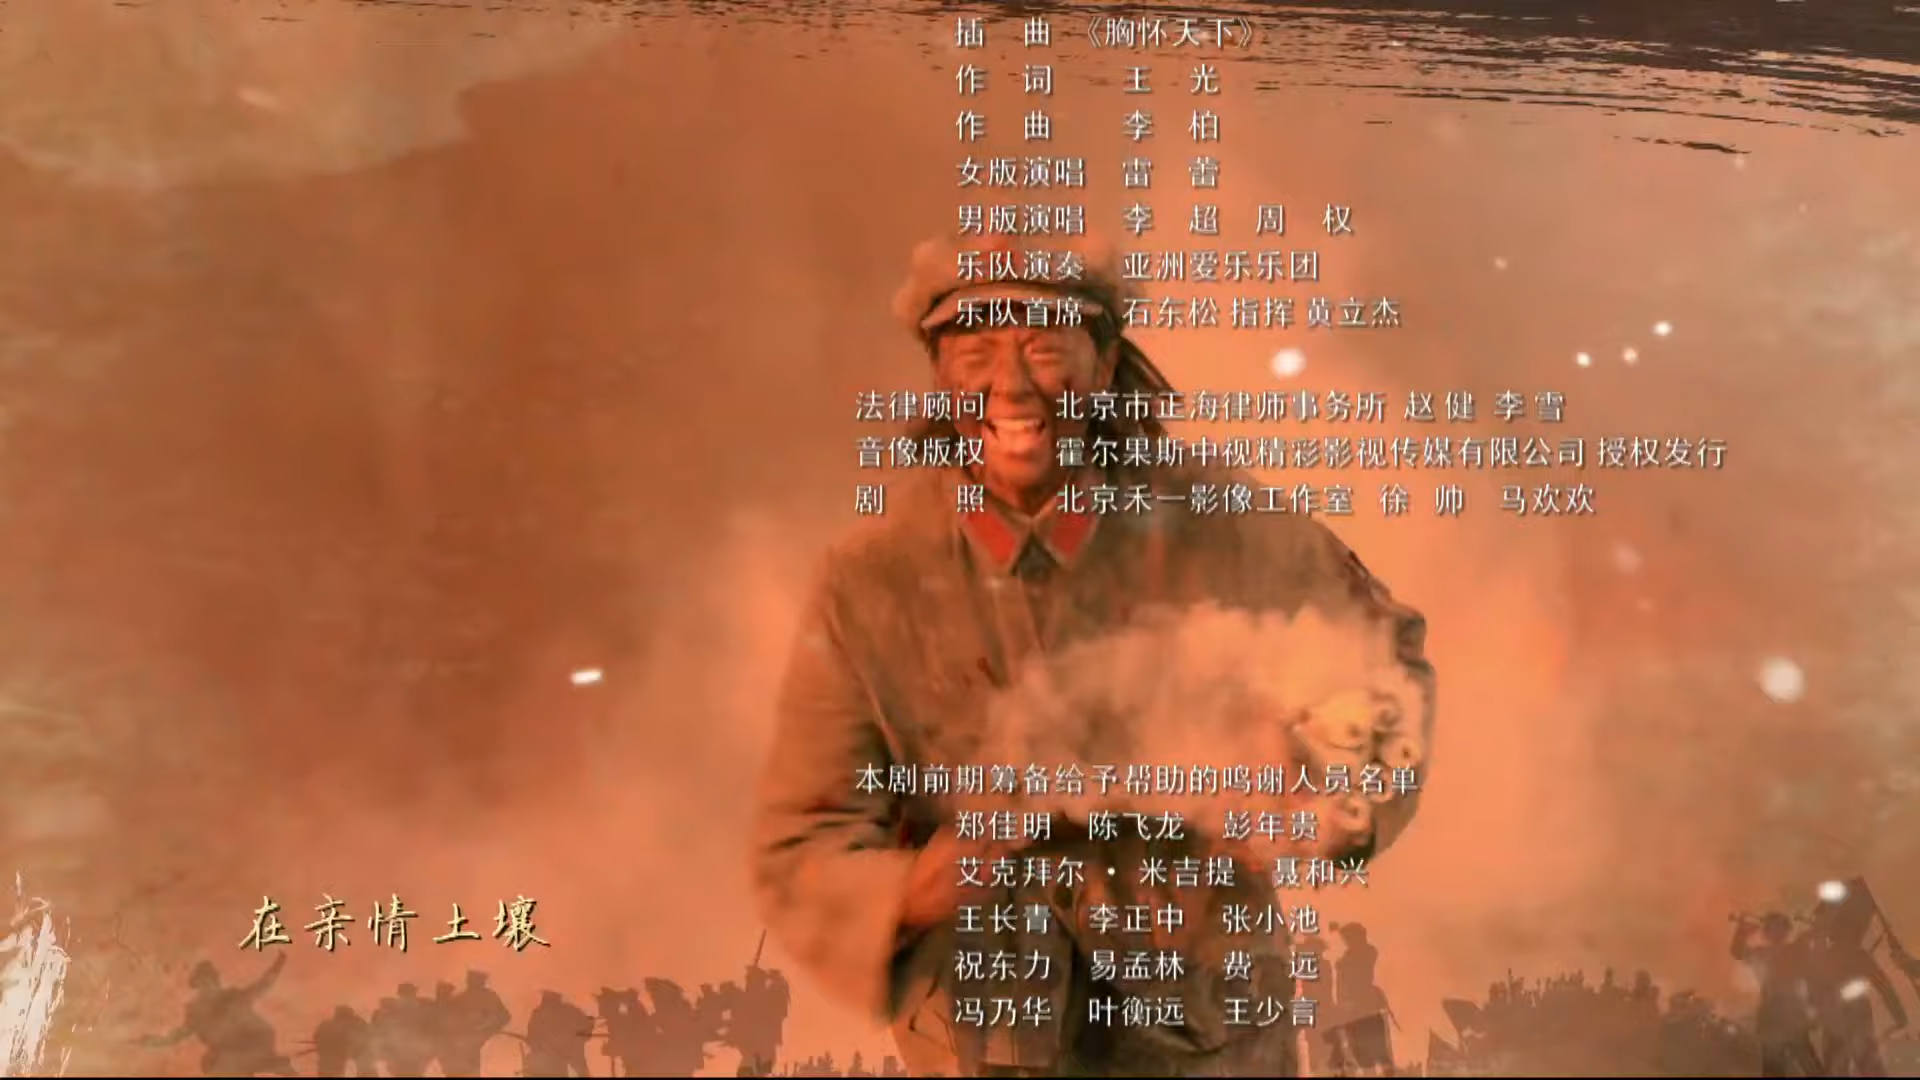 插 曲 《胸怀天下》
作 词 王 光
作 曲 李 柏
女版演唱 雷 蕾
男版演唱 李 超 周 权
乐队演奏 亚洲爱乐乐团
乐队首席 石东松 指挥 黄立杰
法律顾问 北京市正海律师事务所 赵健 李雪
音像版权 霍尔果斯中视精彩影视传媒有限公司 授权发行
剧 照 北京禾一影像工作室 徐 帅 马欢欢
本剧前期筹备给予帮助的鸣谢人员名单
郑佳明 陈飞龙 彭年贵
艾克拜尔·米吉提 聂和兴
王长青 李正中 张小池
祝东力 易孟林 费 远
冯乃华 叶衡远 王少言
在亲情土壤